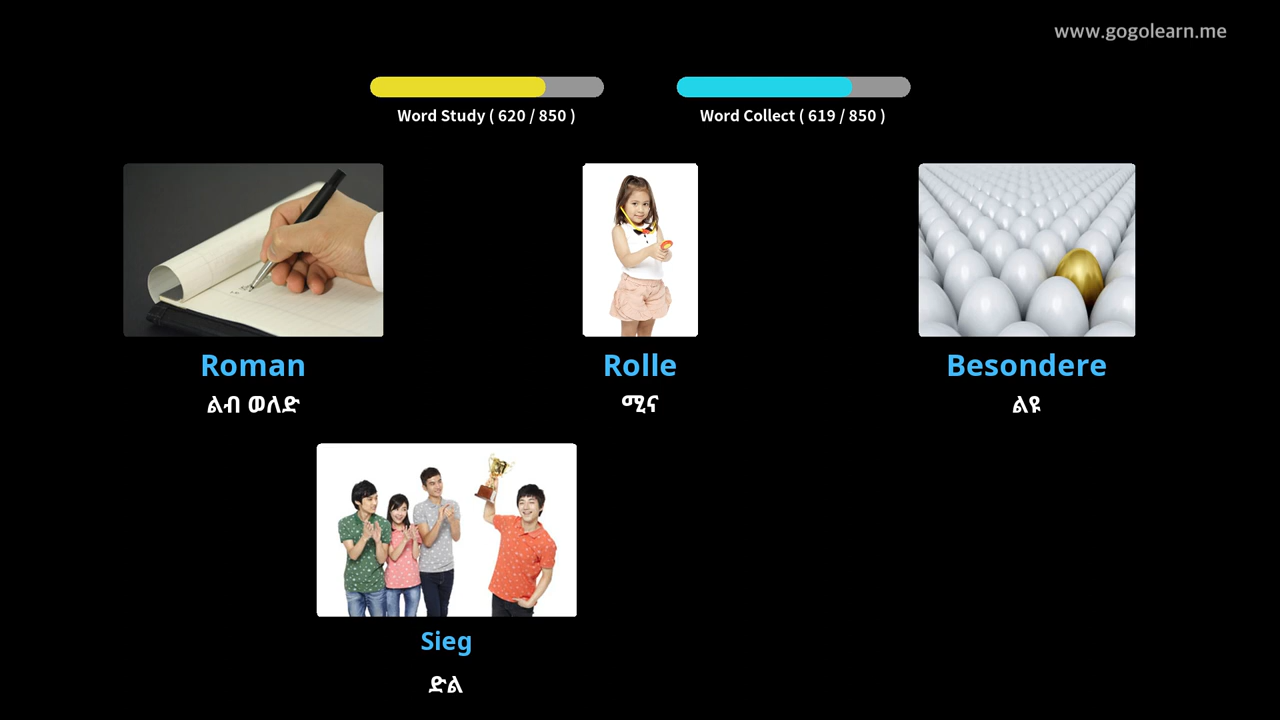 www.gogolearn.me
Word Study ( 620 / 850 )
Word Collect ( 619 / 850 )
Roman
ልብ ወለድ
Rolle
ሚና
Besondere
ልዩ
Sieg
ድል